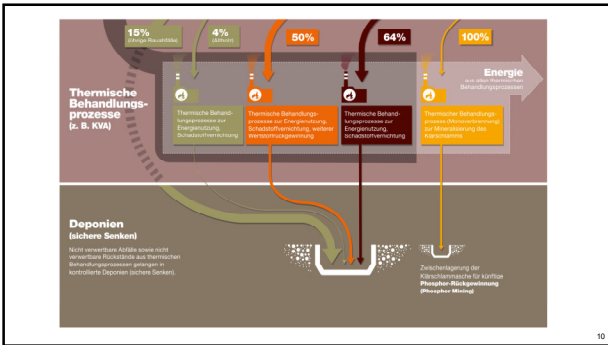 15%
(übrige Bauabfälle)
4%
(Altholz)
50%
64%
100%
Energie
aus allen thermischen
Behandlungsprozessen
Thermische
Behandlungs-
prozesse
(z. B. KVA)
Thermische Behand-
lungsprozesse zur
Energienutzung,
Schadstoffvernichtung
Thermische Behandlungs-
prozesse zur Energienutzung,
Schadstoffvernichtung, weiterer
Wertstoffrückgewinnung
Thermische Behand-
lungsprozesse zur
Energienutzung,
Schadstoffvernichtung
Thermischer Behandlungs-
prozess (Monoverbrennung)
zur Mineralisierung des
Klärschlamms
Deponien
(sichere Senken)
Nicht verwertbare Abfälle sowie nicht
verwertbare Rückstände aus thermischen
Behandlungsprozessen gelangen in
kontrollierte Deponien (sichere Senken).
Zwischenlagerung der
Klärschlammasche für künftige
Phosphor-Rückgewinnung
(Phosphor Mining)
10